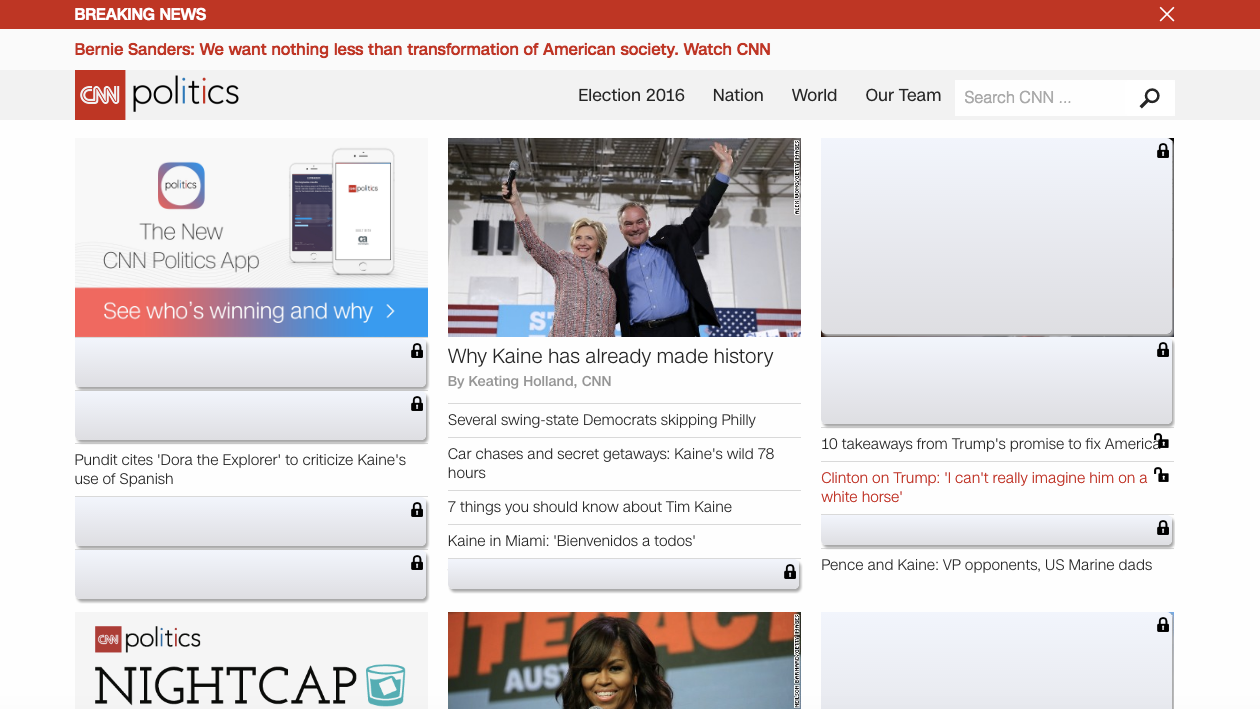 BREAKING NEWS
Bernie Sanders: We want nothing less than transformation of American society. Watch CNN
CNN politics
Election 2016
Nation
World
Our Team
Search CNN ...
politics
The New
CNN Politics App
politics
See who's winning and why
Pundit cites 'Dora the Explorer' to criticize Kaine's
use of Spanish
CNN politics
NIGHTCAP
Why Kaine has already made history
By Keating Holland, CNN
Several swing-state Democrats skipping Philly
Car chases and secret getaways: Kaine's wild 78
hours
7 things you should know about Tim Kaine
Kaine in Miami: 'Bienvenidos a todos'
10 takeaways from Trump's promise to fix America
Clinton on Trump: 'I can't really imagine him on a
white horse'
Pence and Kaine: VP opponents, US Marine dads